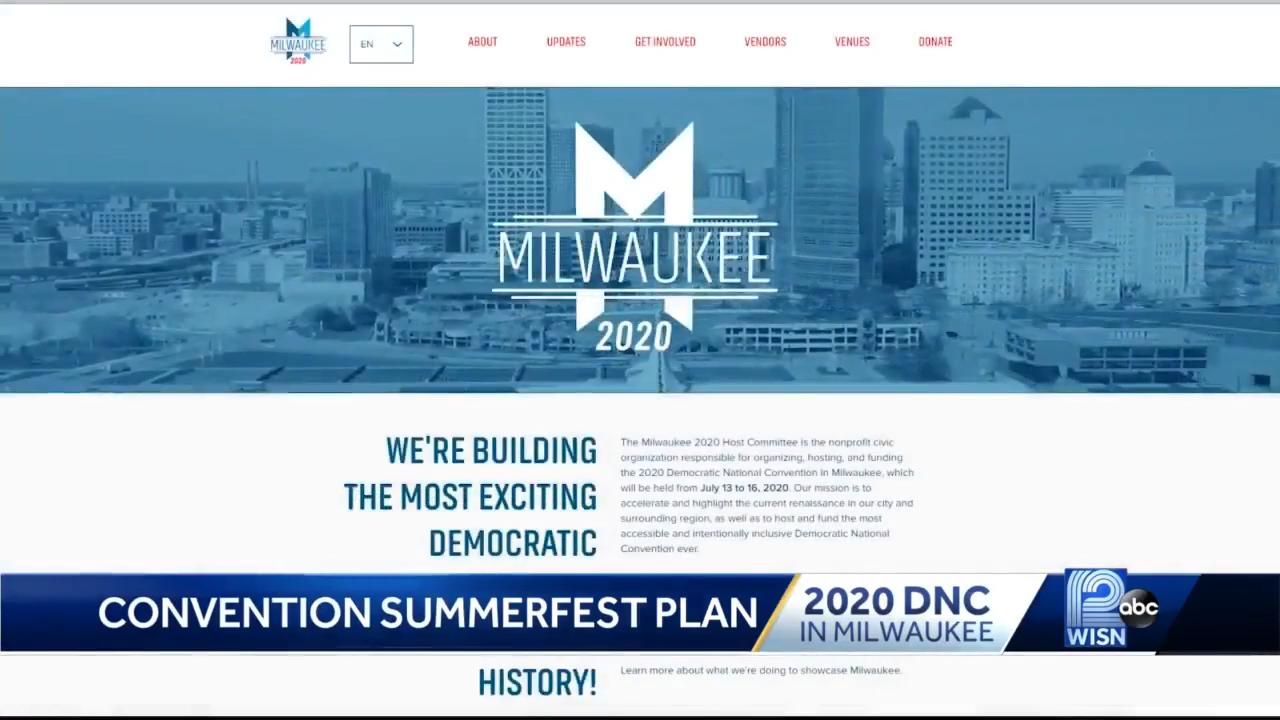 MILWAUKEE
2020
EN
ABOUT
UPDATES
GET INVOLVED
VENDORS
VENUES
DONATE
MILWAUKEE
2020
WE'RE BUILDING
THE MOST EXCITING
DEMOCRATIC
The Milwaukee 2020 Host Committee is the nonprofit civic
organization responsible for organizing, hosting, and funding
the 2020 Democratic National Convention in Milwaukee, which
will be held from July 13 to 16, 2020. Our mission is to
accelerate and highlight the current renaissance in our city and
surrounding region, as well as to host and fund the most
accessible and intentionally inclusive Democratic National
Convention ever.
CONVENTION SUMMERFEST PLAN
2020 DNC
IN MILWAUKEE
12
WISN
abc
HISTORY!
Learn more about what we're doing to showcase Milwaukee.